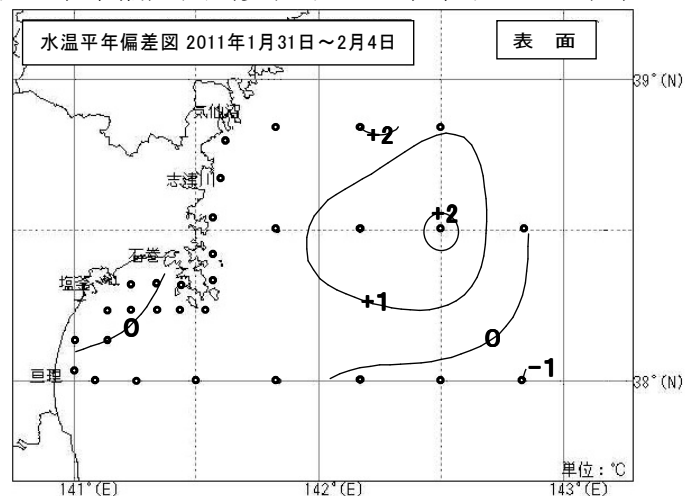 水温平年偏差図 2011年1月31日～2月4日
表 面
39°(N)
気仙沼
+2
志津川
+2
石巻
塩釜
+1
0
0
亘理
-1
38°(N)
単位：℃
141°(E)
142°(E)
143°(E)